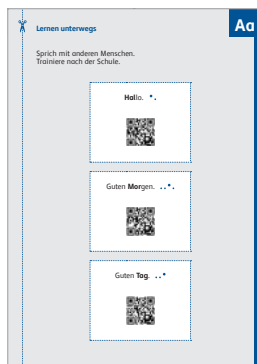 Aa
Lernen unterwegs
Sprich mit anderen Menschen.
Trainiere nach der Schule.
Hallo.
Guten Morgen.
Guten Tag.